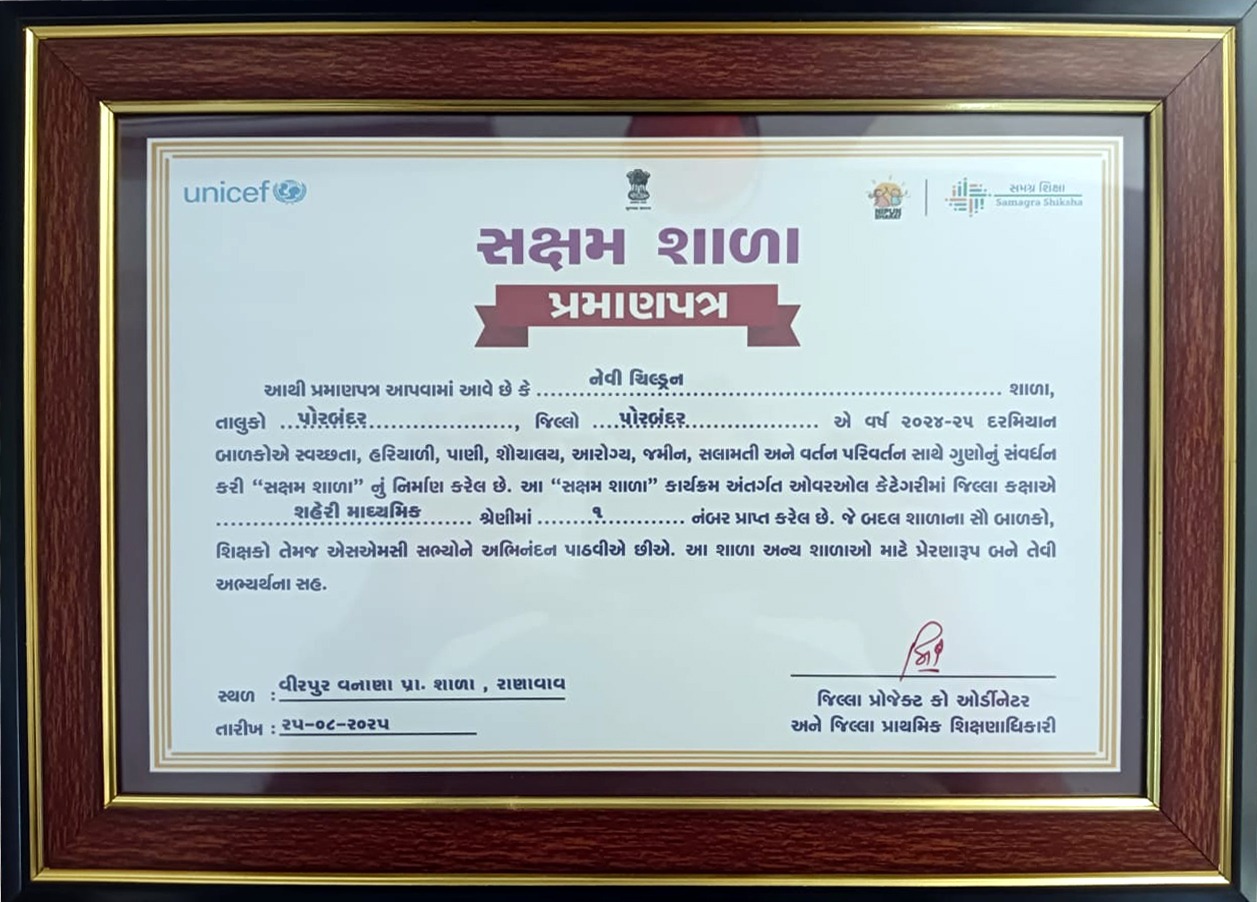 unicef
NIPUN BHARAT
સમગ્ર શિક્ષા
Samagra Shiksha
સક્ષમ શાળા
પ્રમાણપત્ર
આથી પ્રમાણપત્ર આપવામાં આવે છે કે ... નેવી ચિલ્ડ્રન ... શાળા,
તાલુકો ... પોરબંદર ..., જિલ્લો ... પોરબંદર ... એ વર્ષ ૨૦૨૪-૨૫ દરમિયાન
બાળકોએ સ્વચ્છતા, હરિયાળી, પાણી, શૌચાલય, આરોગ્ય, જમીન, સલામતી અને વર્તન પરિવર્તન સાથે ગુણોનું સંવર્ધન
કરી “સક્ષમ શાળા” નું નિર્માણ કરેલ છે. આ “સક્ષમ શાળા” કાર્યક્રમ અંતર્ગત ઓવરઓલ કેટેગરીમાં જિલ્લા કક્ષાએ
... શહેરી માધ્યમિક ... શ્રેણીમાં ... ૧ ... નંબર પ્રાપ્ત કરેલ છે. જે બદલ શાળાના સૌ બાળકો,
શિક્ષકો તેમજ એસએમસી સભ્યોને અભિનંદન પાઠવીએ છીએ. આ શાળા અન્ય શાળાઓ માટે પ્રેરણારૂપ બને તેવી
અભ્યર્થના સહ.
સ્થળ : વીરપુર વનાણા પ્રા. શાળા , રાણાવાવ
તારીખ : ૨૫-૦૮-૨૦૨૫
જિલ્લા પ્રોજેક્ટ કો ઓર્ડીનેટર
અને જિલ્લા પ્રાથમિક શિક્ષણાધિકારી